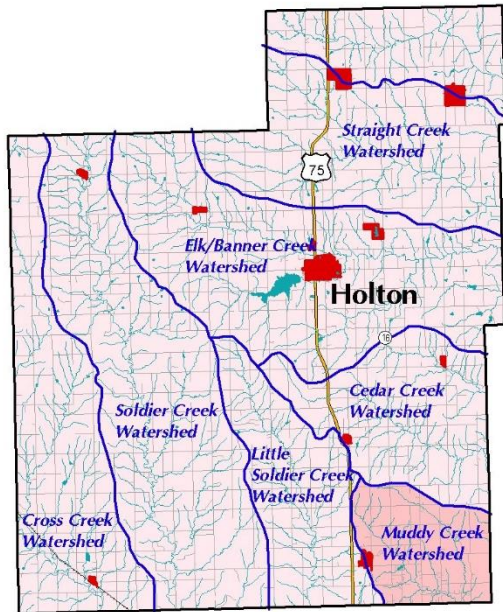 Straight Creek
Watershed
75
Elk/Banner Creek
Watershed
Holton
16
Cedar Creek
Watershed
Soldier Creek
Watershed
Little
Soldier Creek
Watershed
Cross Creek
Watershed
Muddy Creek
Watershed